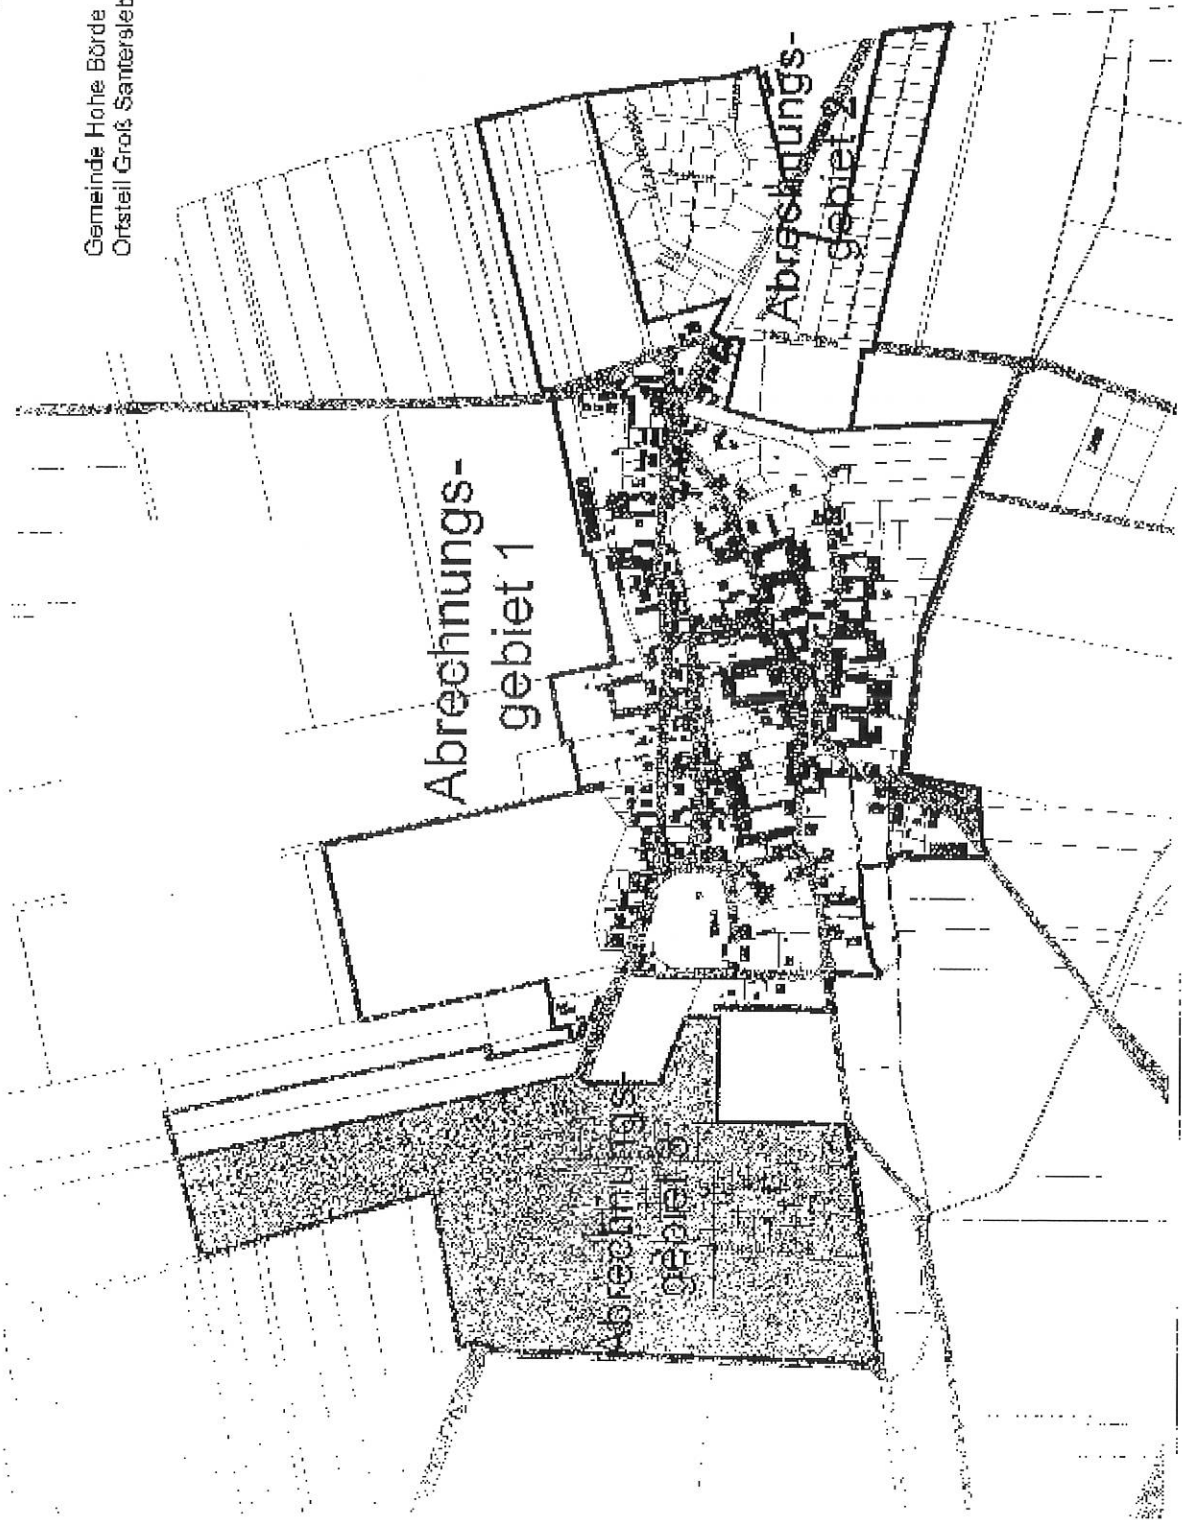 Gemeinde Hohe Börde
Ortsteil Groß Santersleb
Abrechnungs-
gebiet 1
Abrechnungs-
gebiet 2
Abrechnungs-
gebiet 3